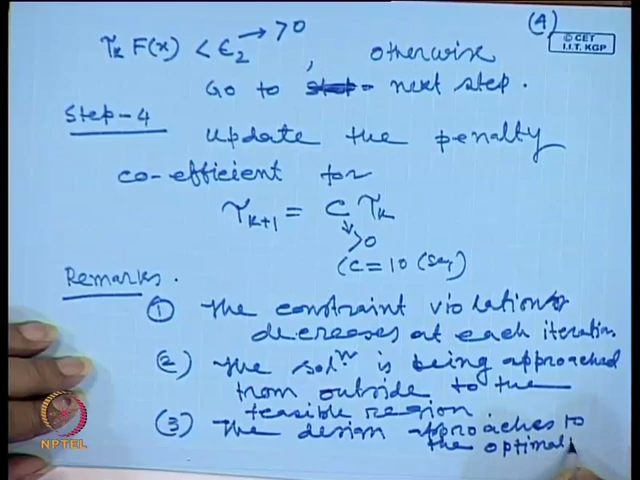 (4)
© CET
I.I.T. KGP
r_k F(x) < ε_2 → >0
, otherwise
Go to next step.
Step-4 Update the penalty
co-efficient for
r_{k+1} = C r_k
>0
(C = 10 (say)
Remarks.
① The constraint violation
decreases at each iteration.
(2) The sol^n is being approached
from outside to the
feasible region
(3) The design approaches to
the optimal
NPTEL